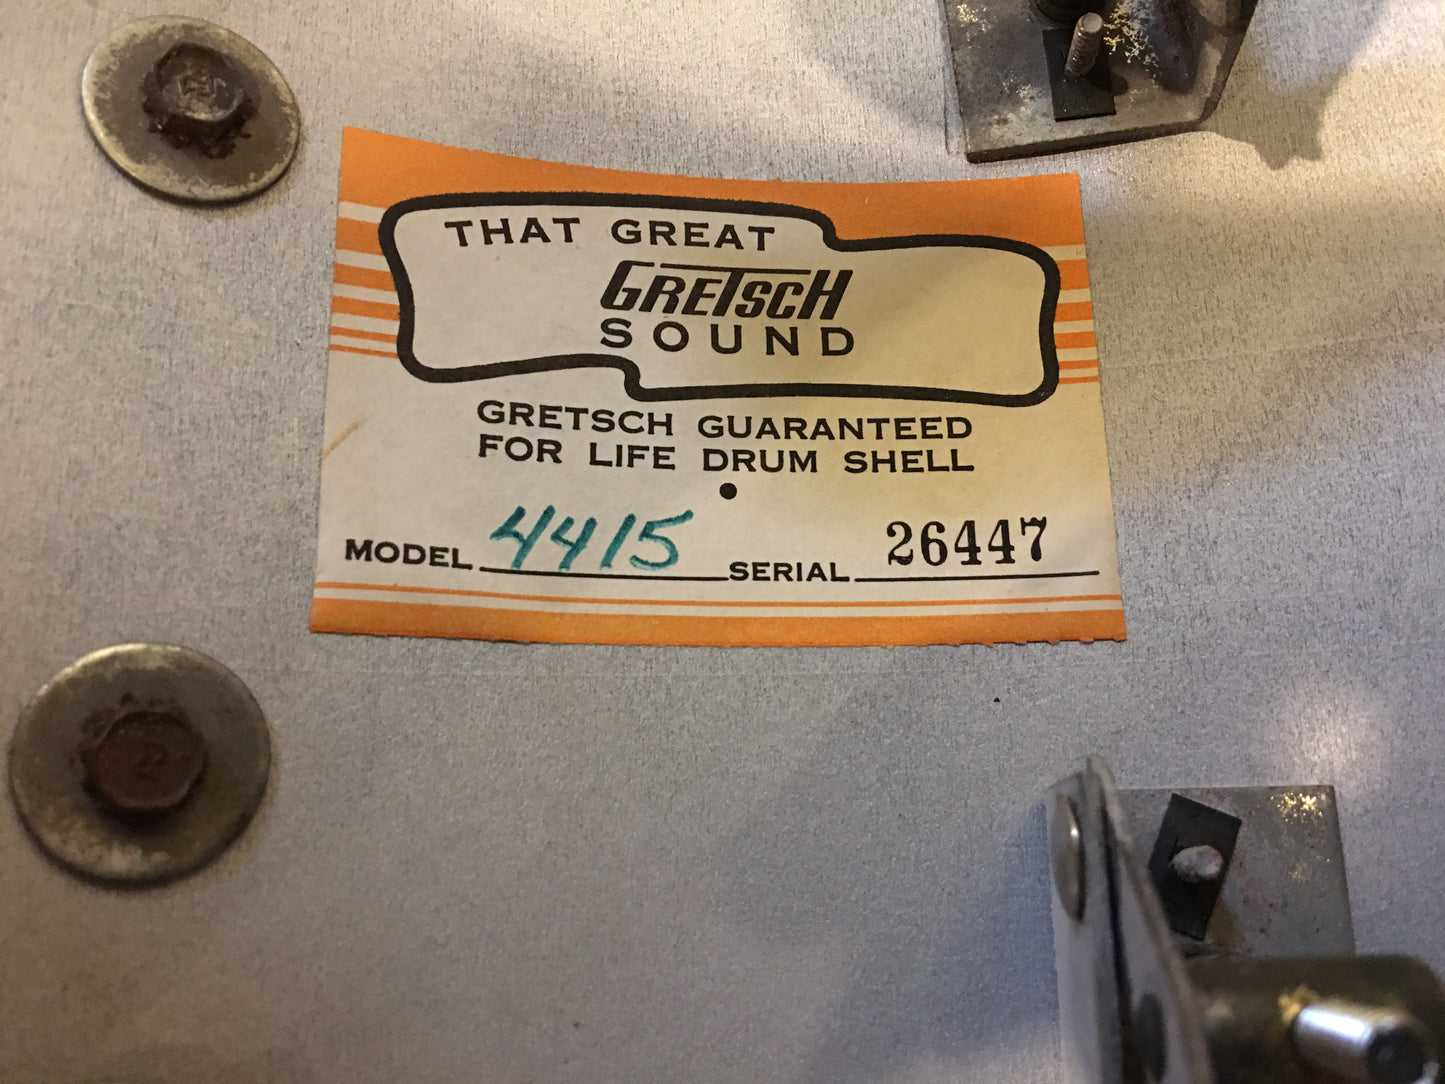 THAT GREAT
GRETSCH
SOUND
GRETSCH GUARANTEED
FOR LIFE DRUM SHELL
MODEL 4415 SERIAL 26447